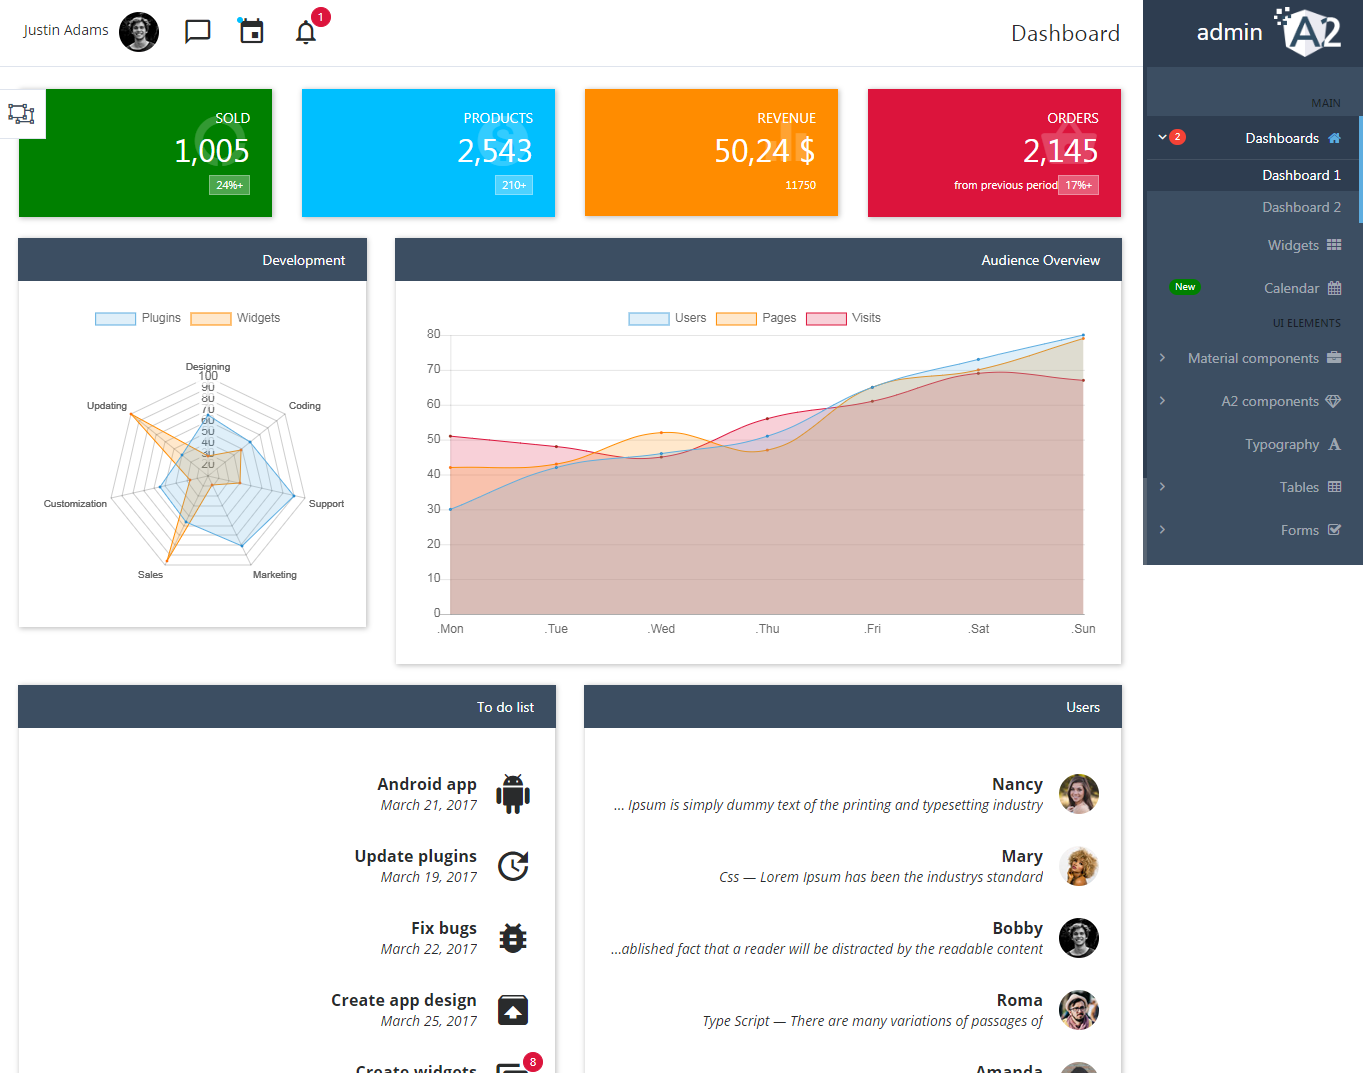 Justin Adams
1
Dashboard
admin A2
SOLD
1,005
24%+
PRODUCTS
2,543
210+
REVENUE
50,24 $
11750
ORDERS
2,145
from previous period 17%+
MAIN
2 Dashboards
Dashboard 1
Dashboard 2
Widgets
New Calendar
UI ELEMENTS
Material components
A2 components
Typography A
Tables
Forms
Development
Plugins Widgets
Designing
Coding
Support
Marketing
Sales
Customization
Updating
100
90
80
70
60
50
40
30
20
Audience Overview
Users Pages Visits
80
70
60
50
40
30
20
10
0
.Mon .Tue .Wed .Thu .Fri .Sat .Sun
To do list
Android app
March 21, 2017
Update plugins
March 19, 2017
Fix bugs
March 22, 2017
Create app design
March 25, 2017
Create widgets
8
Users
Nancy
... Ipsum is simply dummy text of the printing and typesetting industry
Mary
Css — Lorem Ipsum has been the industrys standard
Bobby
...ablished fact that a reader will be distracted by the readable content
Roma
Type Script — There are many variations of passages of
Amanda